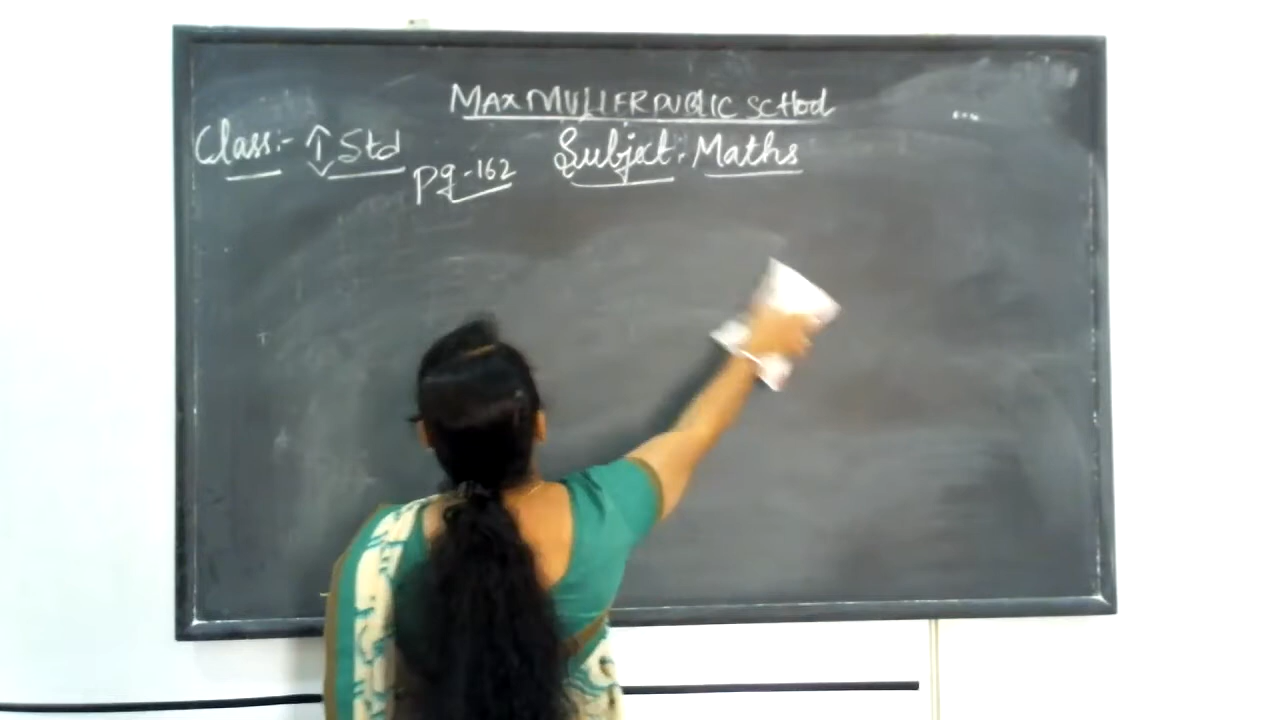 MAX MULLER PUBLIC SCHOOL
Class:- 1 Std
Subject:- Maths
Pg-162